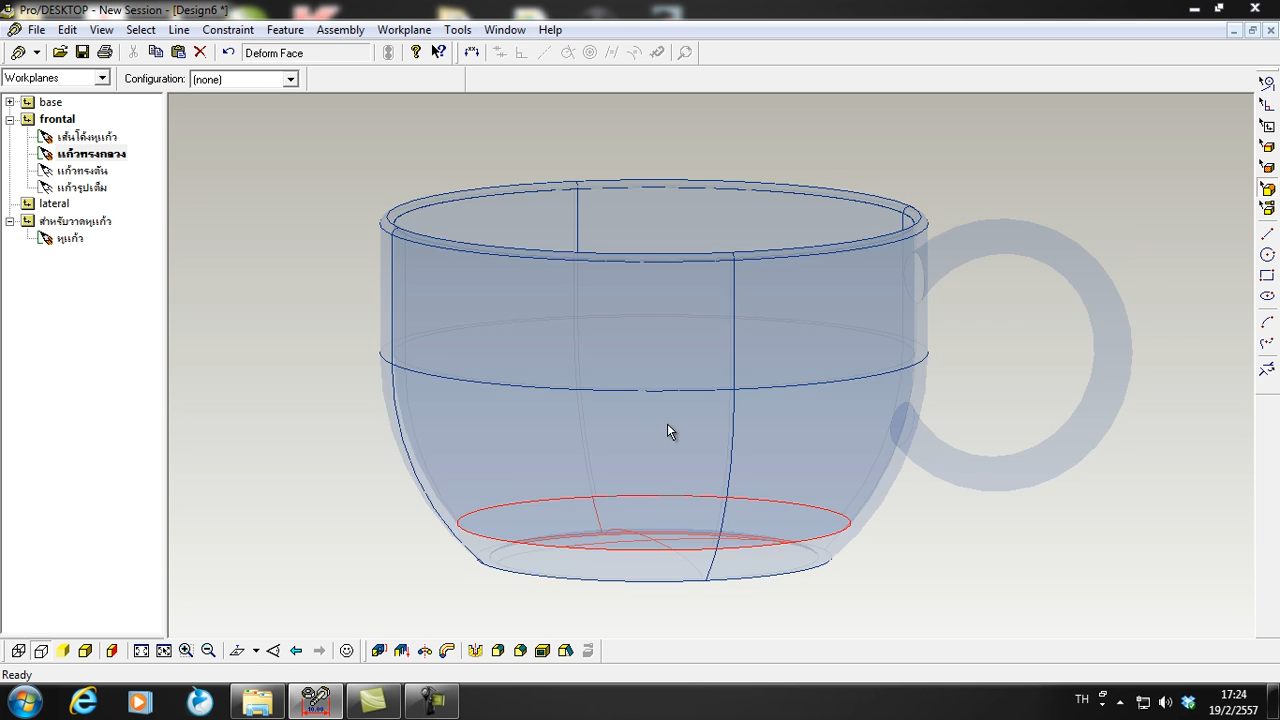 Pro/DESKTOP - New Session - [Design6 *]
File Edit View Select Line Constraint Feature Assembly Workplane Tools Window Help
Deform Face
Workplanes Configuration: (none)
base
frontal
เส้นโค้งหูแก้ว
แก้วทรงกลวง
แก้วทรงตัน
แก้วรูปเต็ม
lateral
สำหรับวาดหูแก้ว
หูแก้ว
Ready
TH 17:24
19/2/2557